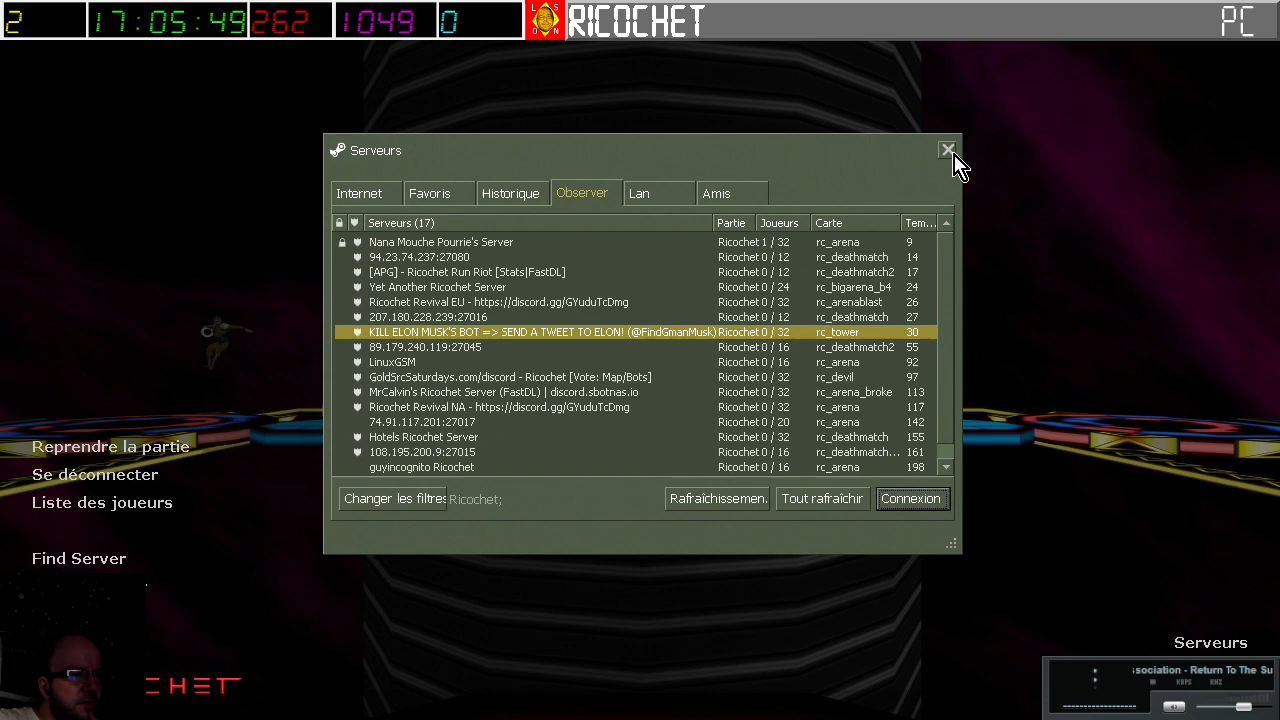 2 17:05:49 262 1049 0 LSDN RICOCHET PC
Serveurs
Internet Favoris Historique Observer Lan Amis
Serveurs (17) Partie Joueurs Carte Tem...
Nana Mouche Pourrie's Server Ricochet 1 / 32 rc_arena 9
94.23.74.237:27080 Ricochet 0 / 12 rc_deathmatch 14
[APG] - Ricochet Run Riot [Stats|FastDL] Ricochet 0 / 12 rc_deathmatch2 17
Yet Another Ricochet Server Ricochet 0 / 24 rc_bigarena_b4 24
Ricochet Revival EU - https://discord.gg/GYuduTcDmg Ricochet 0 / 32 rc_arenablast 26
207.180.228.239:27016 Ricochet 0 / 12 rc_deathmatch 27
KILL ELON MUSK'S BOT => SEND A TWEET TO ELON! (@FindGmanMusk) Ricochet 0 / 32 rc_tower 30
89.179.240.119:27045 Ricochet 0 / 16 rc_deathmatch2 55
LinuxGSM Ricochet 0 / 16 rc_arena 92
GoldSrcSaturdays.com/discord - Ricochet [Vote: Map/Bots] Ricochet 0 / 32 rc_devil 97
MrCalvin's Ricochet Server (FastDL) | discord.sbotnas.io Ricochet 0 / 32 rc_arena_broke 113
Ricochet Revival NA - https://discord.gg/GYuduTcDmg Ricochet 0 / 32 rc_arena 117
74.91.117.201:27017 Ricochet 0 / 20 rc_arena 142
Hotels Ricochet Server Ricochet 0 / 32 rc_deathmatch 155
108.195.200.9:27015 Ricochet 0 / 16 rc_deathmatch... 161
guyincognito Ricochet Ricochet 0 / 16 rc_arena 198
Changer les filtres Ricochet; Rafraîchissemen. Tout rafraîchir Connexion
Reprendre la partie
Se déconnecter
Liste des joueurs
Find Server
Serveurs
CHET
ssociation - Return To The Su
KBPS KHZ